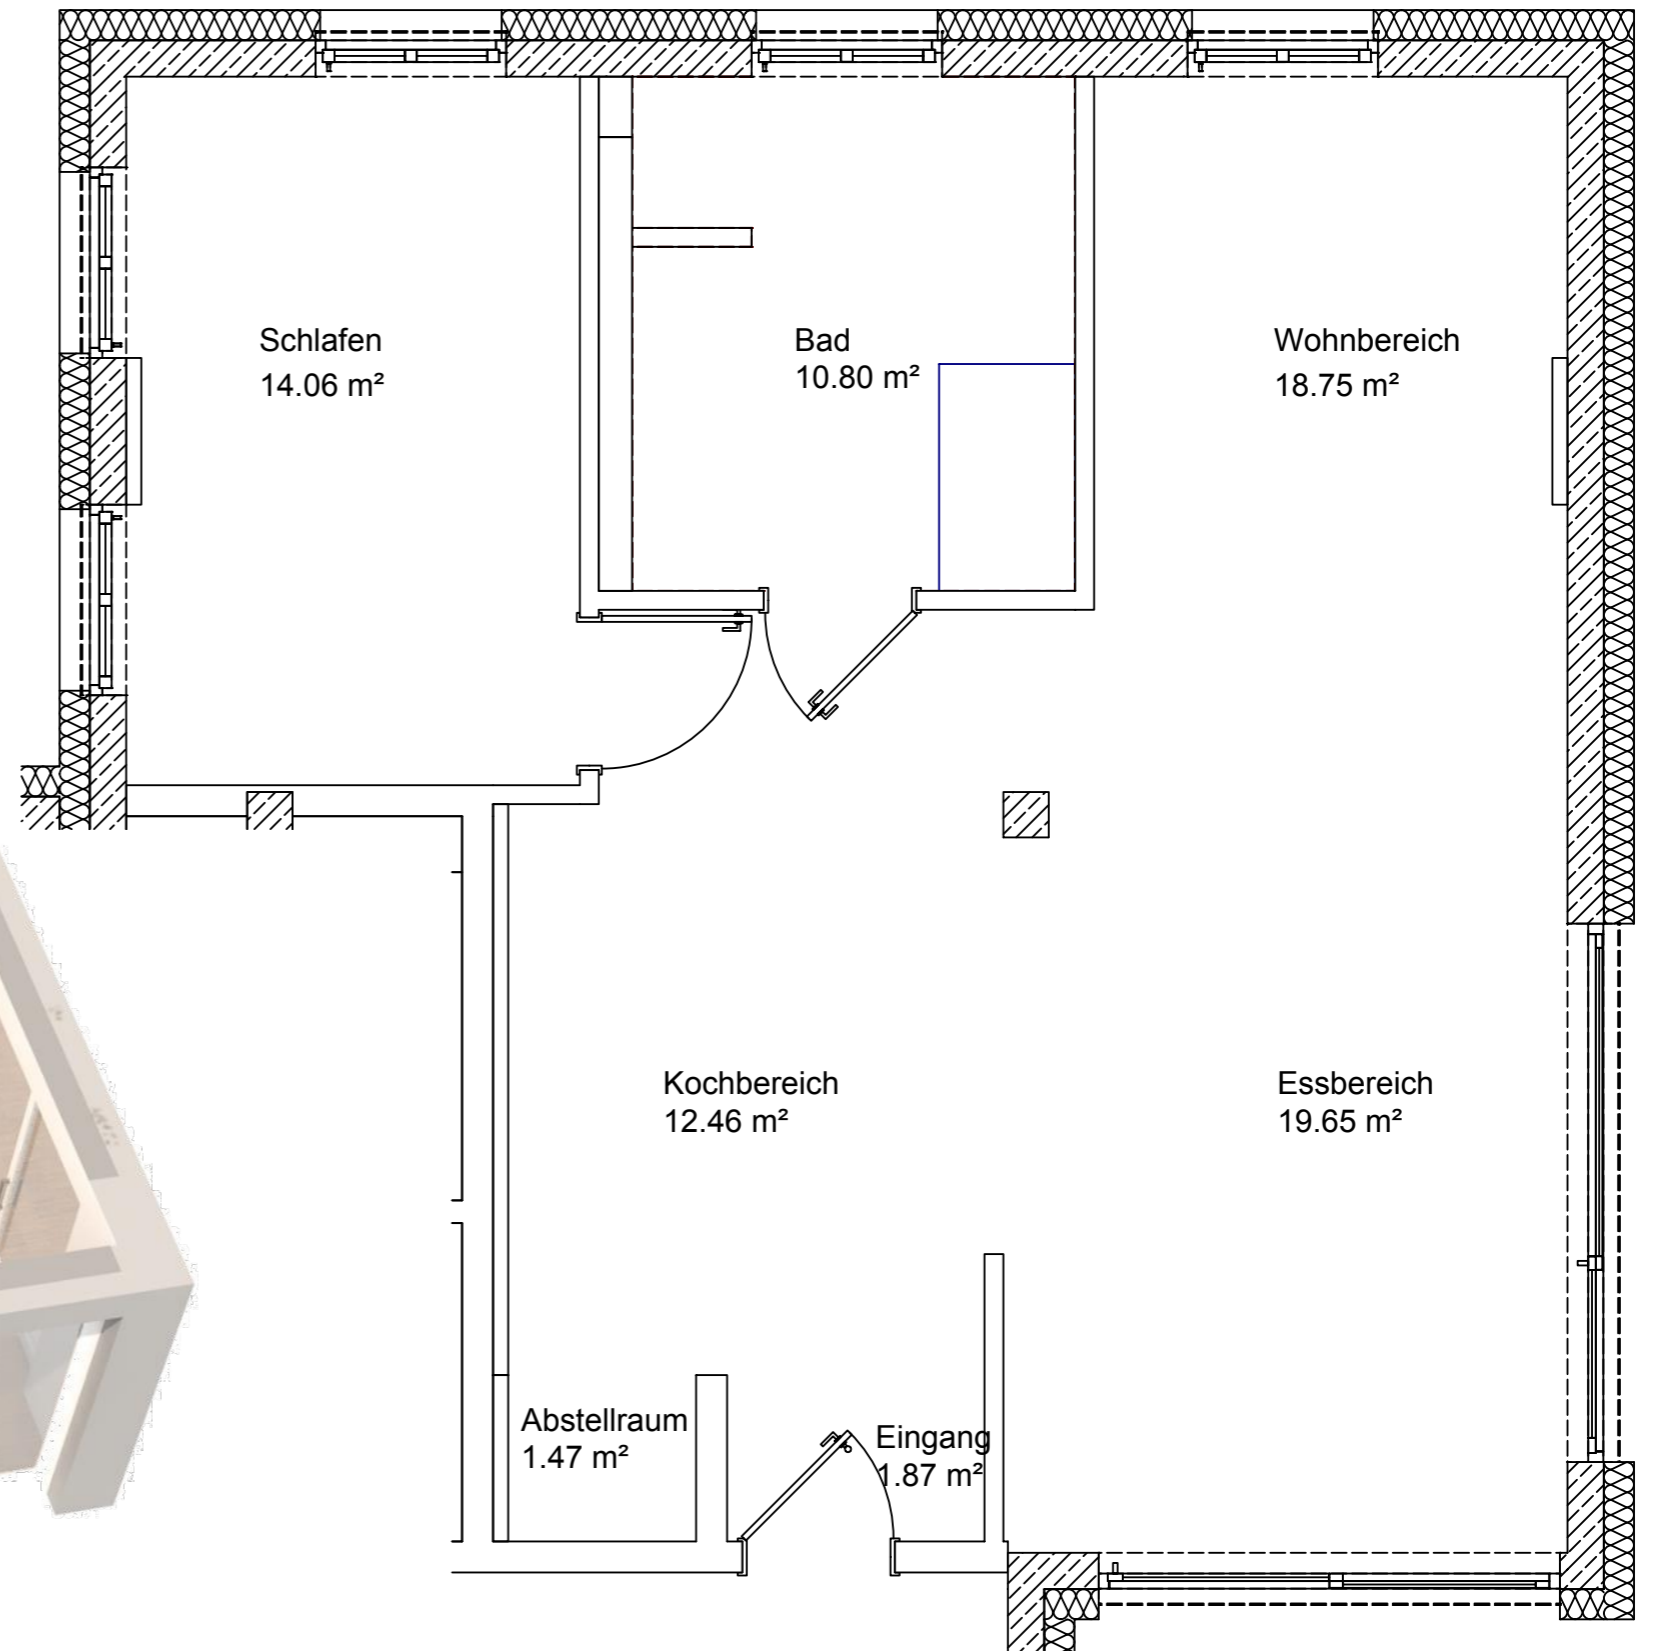 Schlafen
14.06 m²
Bad
10.80 m²
Wohnbereich
18.75 m²
Kochbereich
12.46 m²
Essbereich
19.65 m²
Abstellraum
1.47 m²
Eingang
1.87 m²